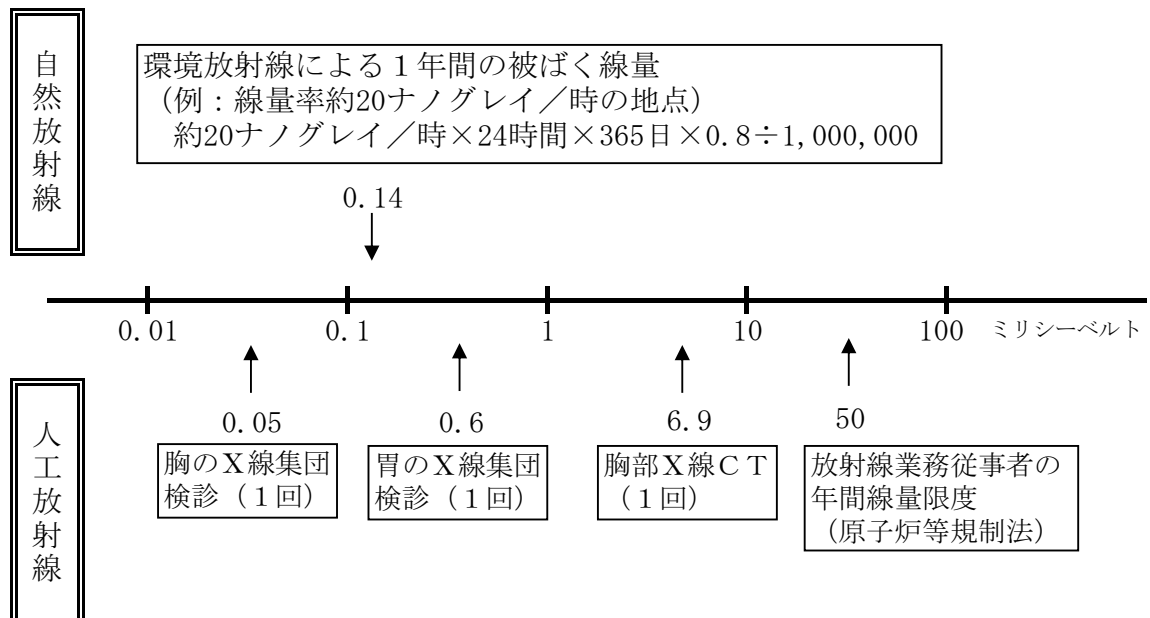 自然放射線
環境放射線による１年間の被ばく線量
（例：線量率約20ナノグレイ／時の地点）
約20ナノグレイ／時×24時間×365日×0.8÷1,000,000
0.14
0.01 0.1 1 10 100 ミリシーベルト
人工放射線
0.05 0.6 6.9 50
胸のＸ線集団
検診（１回）
胃のＸ線集団
検診（１回）
胸部Ｘ線ＣＴ
（１回）
放射線業務従事者の
年間線量限度
（原子炉等規制法）